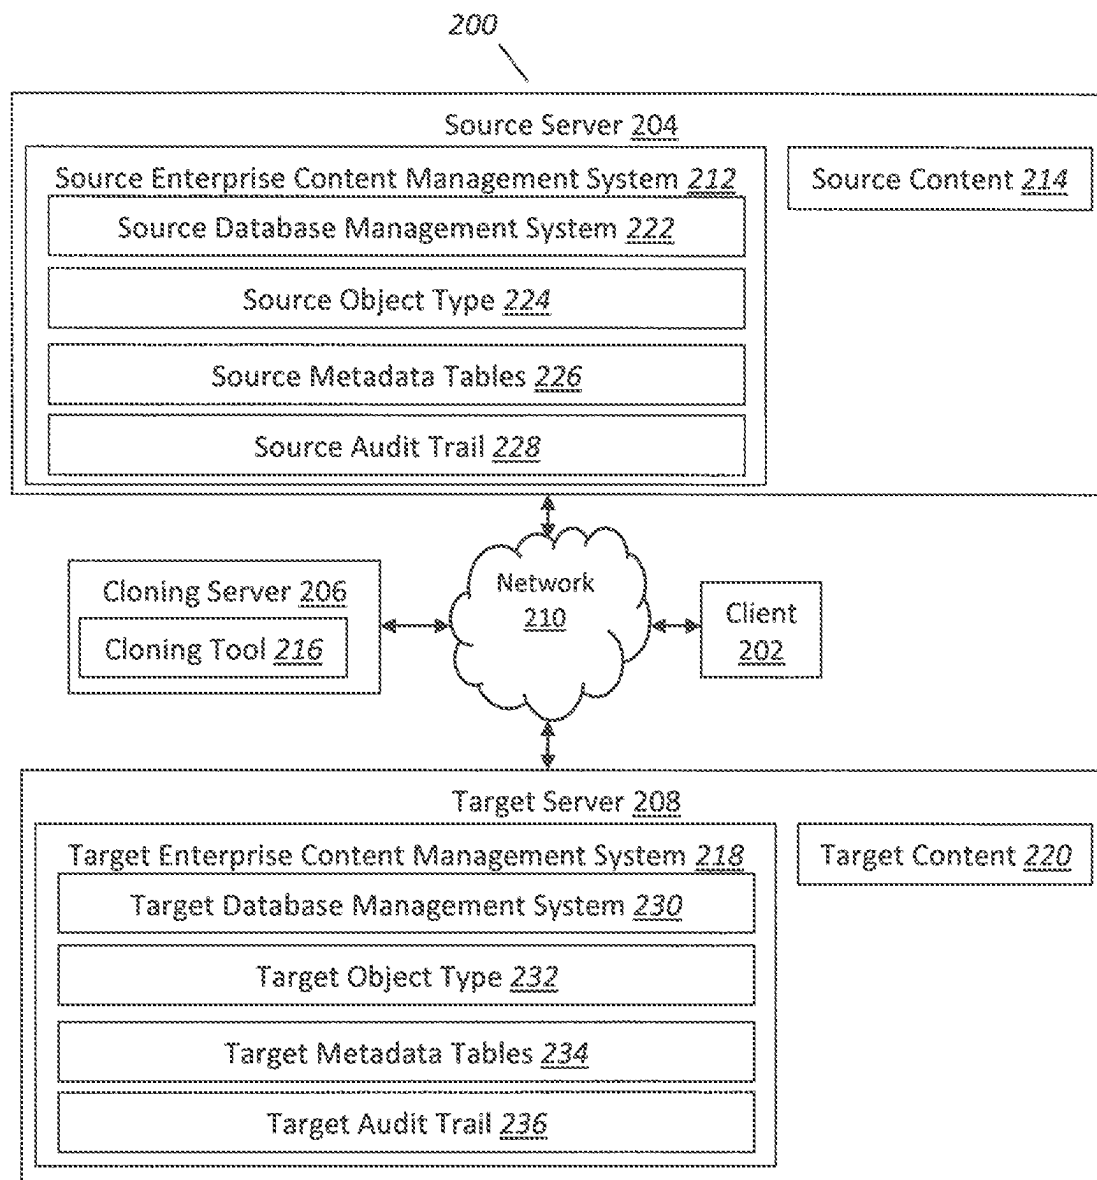 200
Source Server 204
Source Enterprise Content Management System 212
Source Content 214
Source Database Management System 222
Source Object Type 224
Source Metadata Tables 226
Source Audit Trail 228
Cloning Server 206
Cloning Tool 216
Network
210
Client
202
Target Server 208
Target Enterprise Content Management System 218
Target Content 220
Target Database Management System 230
Target Object Type 232
Target Metadata Tables 234
Target Audit Trail 236